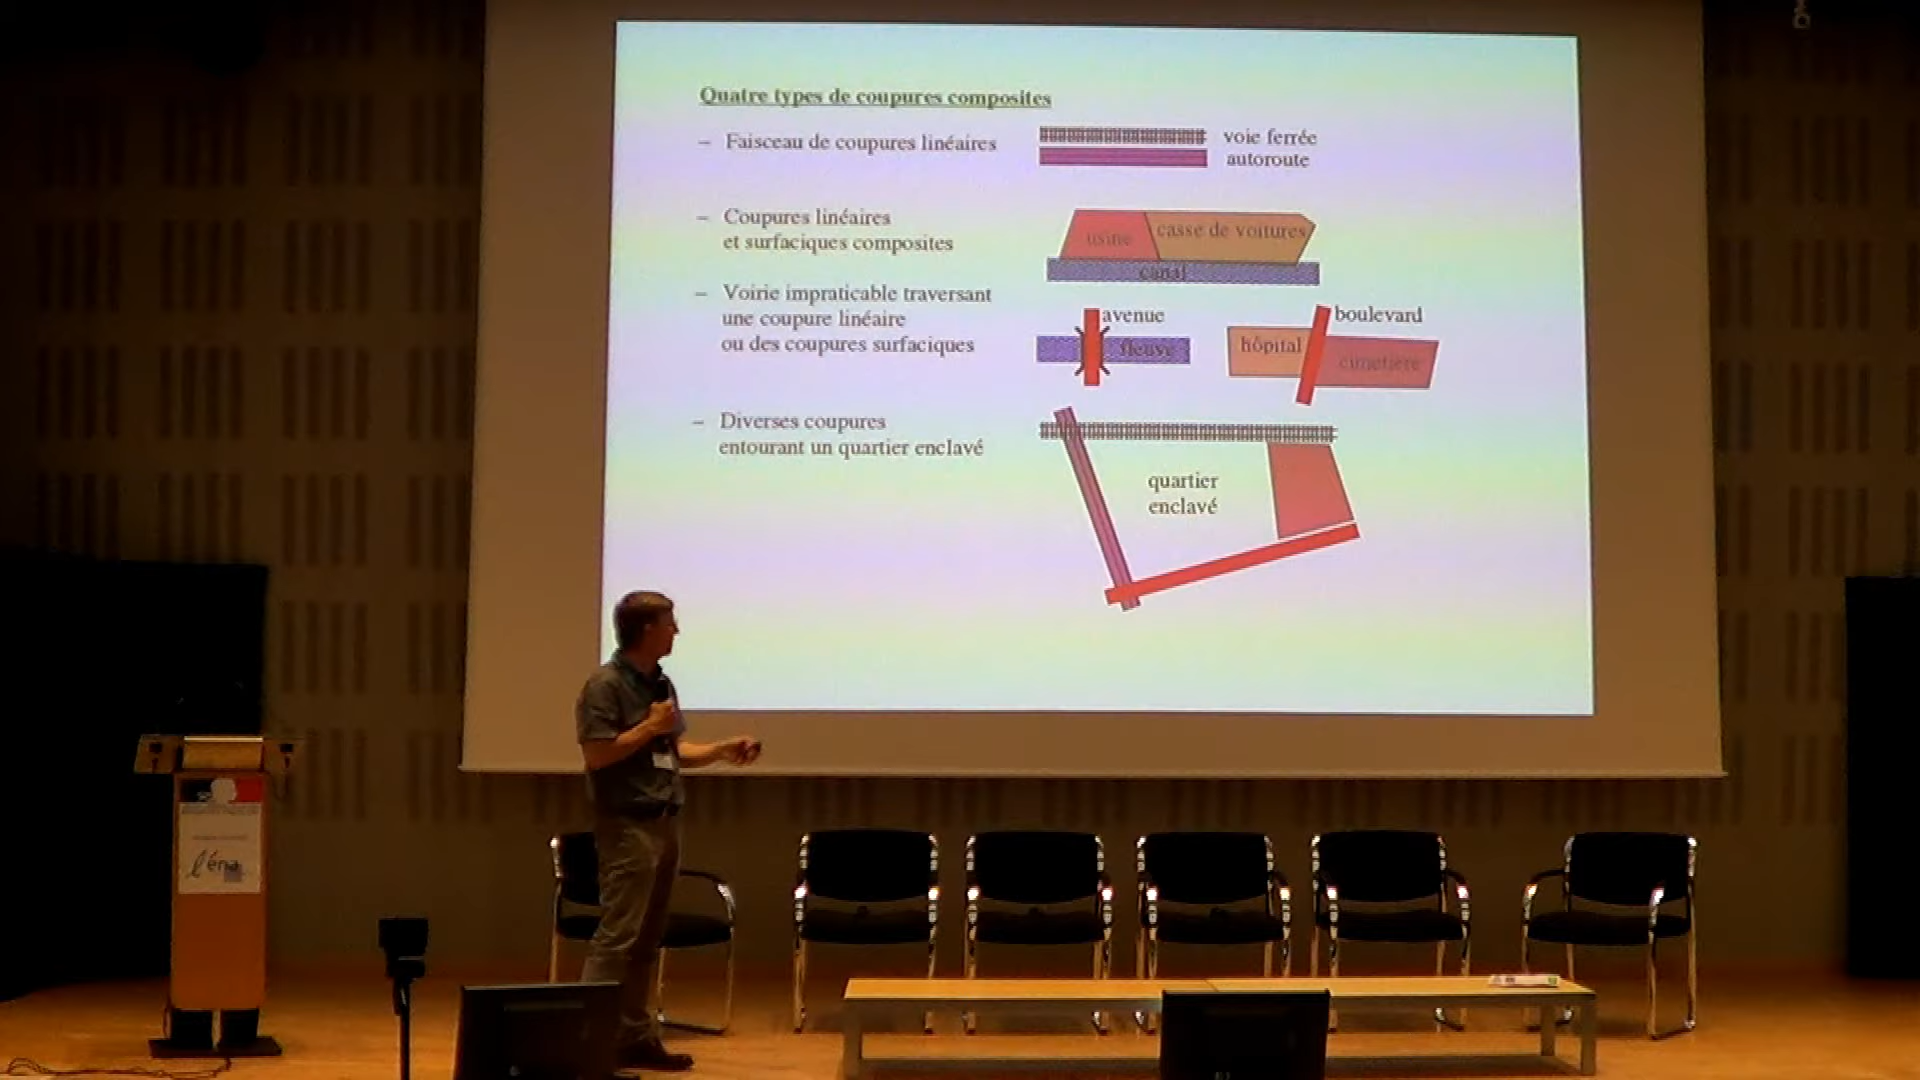 Quatre types de coupures composites
– Faisceau de coupures linéaires
voie ferrée
autoroute
– Coupures linéaires
et surfaciques composites
usine
casse de voitures
canal
– Voirie impraticable traversant
une coupure linéaire
ou des coupures surfaciques
avenue
fleuve
boulevard
hôpital
cimetière
– Diverses coupures
entourant un quartier enclavé
quartier
enclavé
l'éna